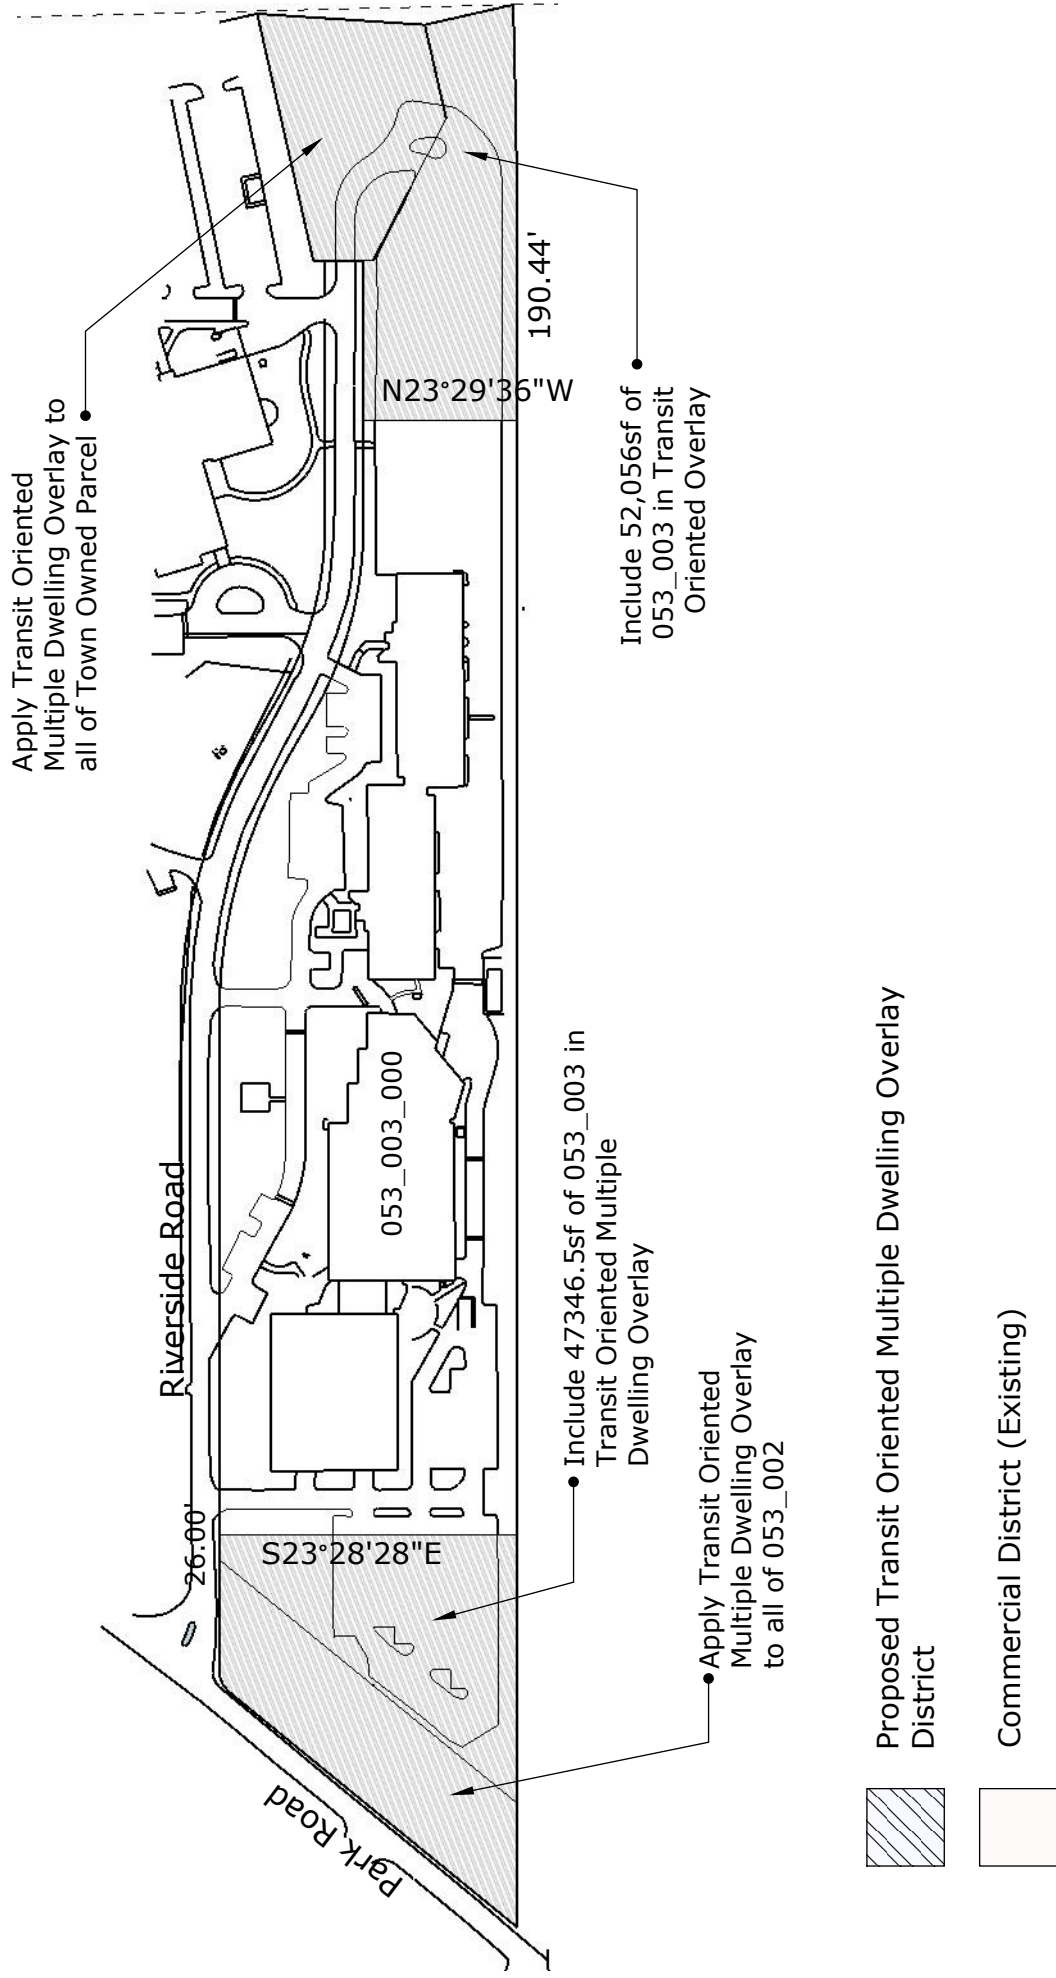 Apply Transit Oriented
Multiple Dwelling Overlay to
all of Town Owned Parcel
190.44'
N23°29'36"W
Include 52,056sf of
053_003 in Transit
Oriented Overlay
Riverside Road
053_003_000
Include 47346.5sf of 053_003 in
Transit Oriented Multiple
Dwelling Overlay
26.00'
S23°28'28"E
Apply Transit Oriented
Multiple Dwelling Overlay
to all of 053_002
Park Road
Proposed Transit Oriented Multiple Dwelling Overlay
District
Commercial District (Existing)